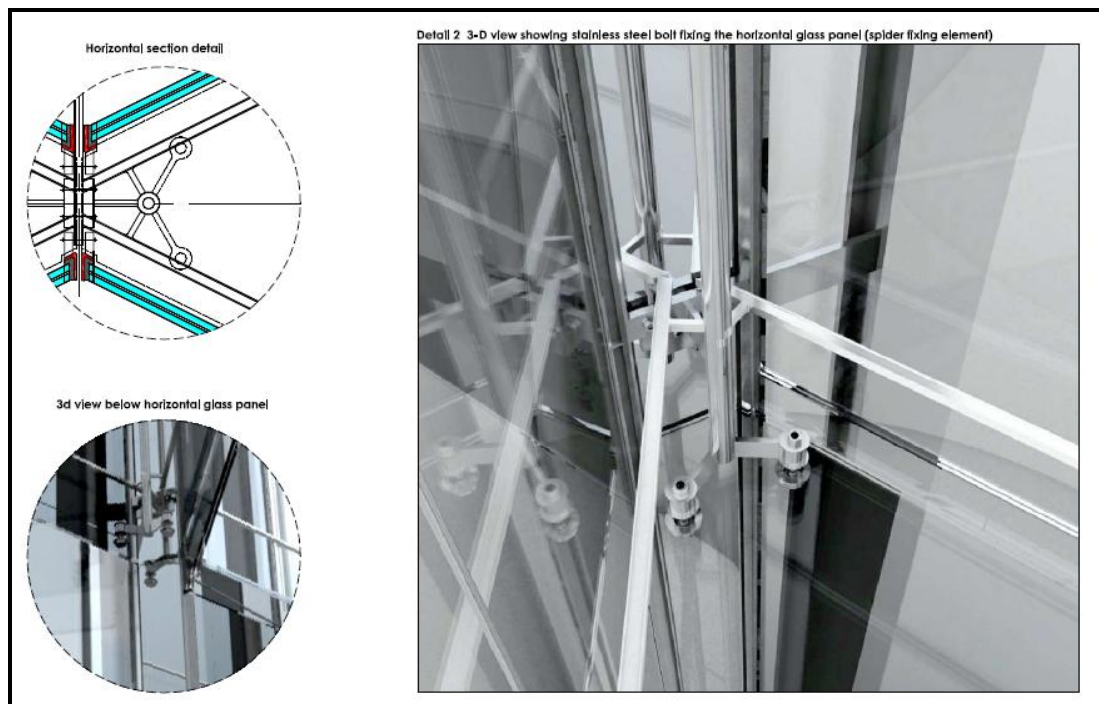 Horizontal section detail
Detail 2 3-D view showing stainless steel bolt fixing the horizontal glass panel (spider fixing element)
3d view below horizontal glass panel